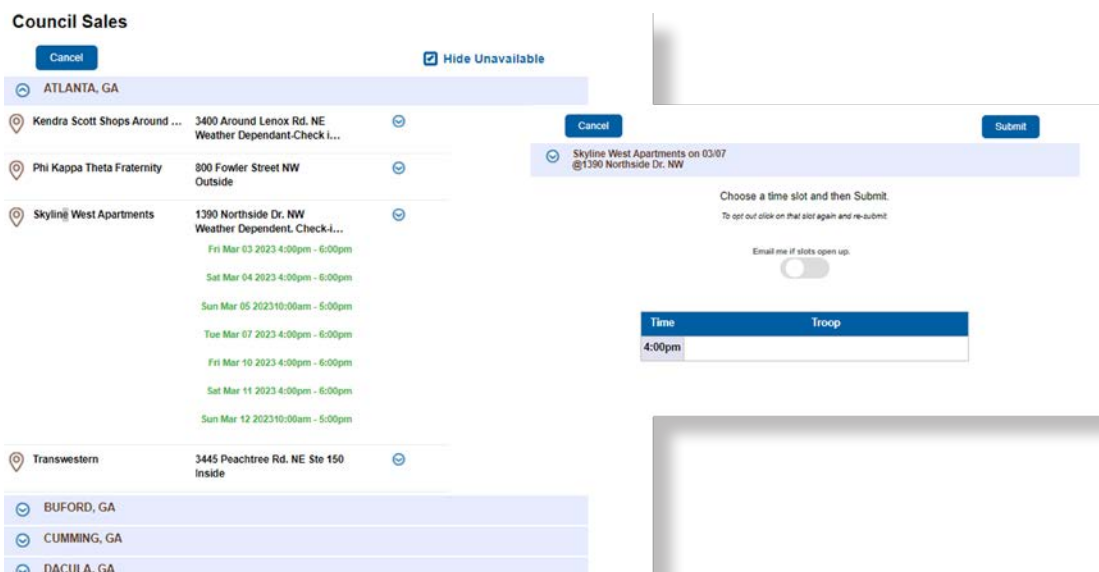 Council Sales
Cancel
Hide Unavailable
ATLANTA, GA
Kendra Scott Shops Around ...
3400 Around Lenox Rd. NE
Weather Dependant-Check i...
Phi Kappa Theta Fraternity
800 Fowler Street NW
Outside
Skyline West Apartments
1390 Northside Dr. NW
Weather Dependent. Check-i...
Fri Mar 03 2023 4:00pm - 6:00pm
Sat Mar 04 2023 4:00pm - 6:00pm
Sun Mar 05 202310:00am - 5:00pm
Tue Mar 07 2023 4:00pm - 6:00pm
Fri Mar 10 2023 4:00pm - 6:00pm
Sat Mar 11 2023 4:00pm - 6:00pm
Sun Mar 12 202310:00am - 5:00pm
Transwestern
3445 Peachtree Rd. NE Ste 150
Inside
BUFORD, GA
CUMMING, GA
DACULA, GA
Cancel
Submit
Skyline West Apartments on 03/07
@1390 Northside Dr. NW
Choose a time slot and then Submit.
To opt out click on that slot again and re-submit.
Email me if slots open up.
Time Troop
4:00pm